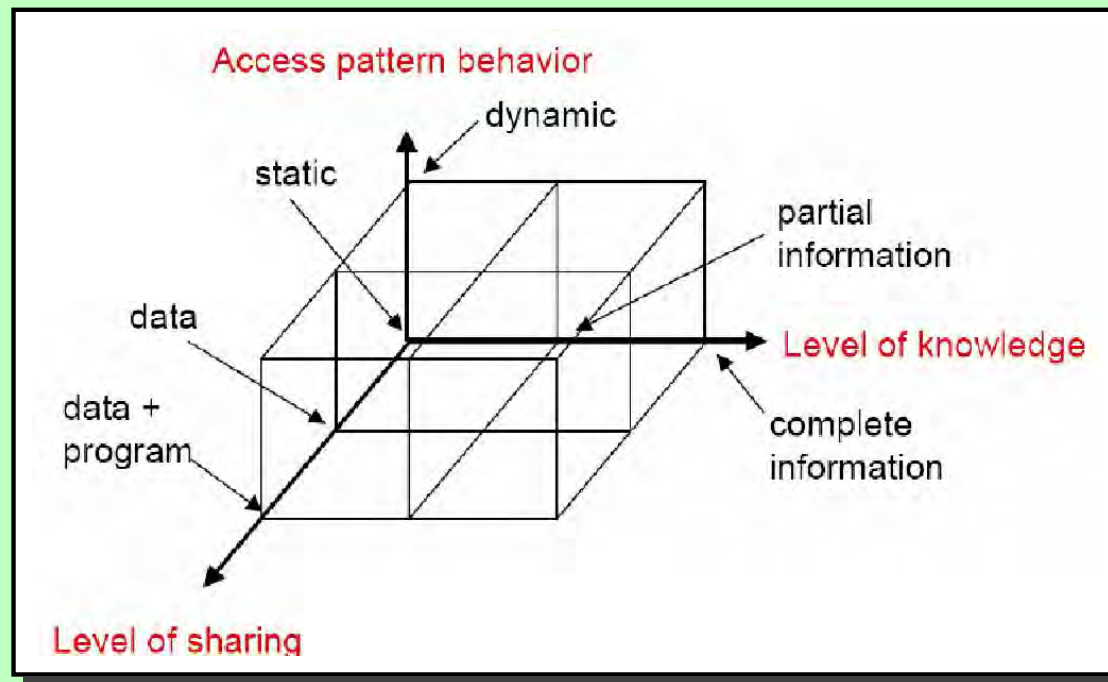 Access pattern behavior
dynamic
static
partial
information
data
Level of knowledge
data +
program
complete
information
Level of sharing